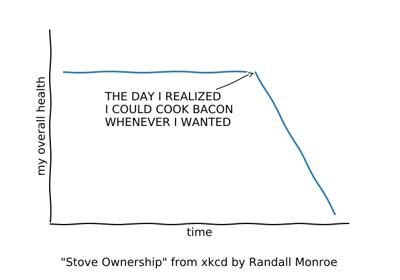 my overall health
THE DAY I REALIZED
I COULD COOK BACON
WHENEVER I WANTED
time
"Stove Ownership" from xkcd by Randall Monroe